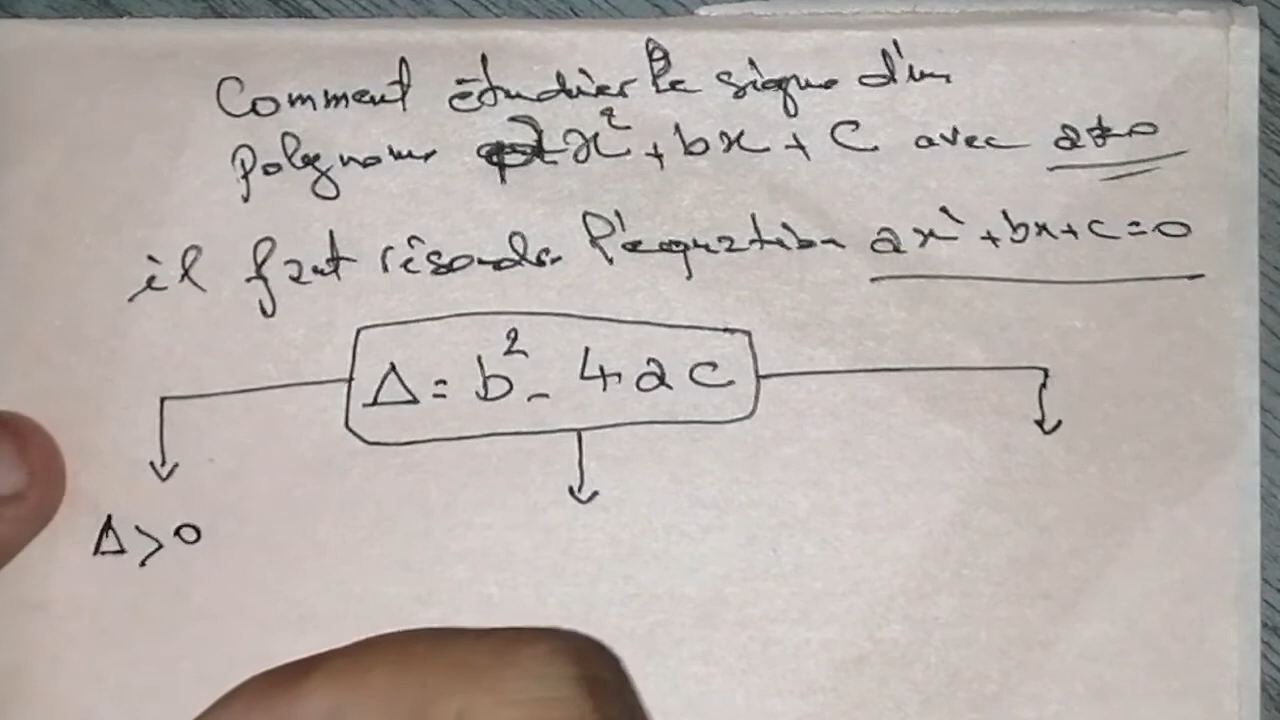 Comment étudier le signe d'un
polynome ax² + bx + c avec a≠0
il faut résoudre l'équation ax²+bx+c=0
Δ = b² - 4ac
Δ>0